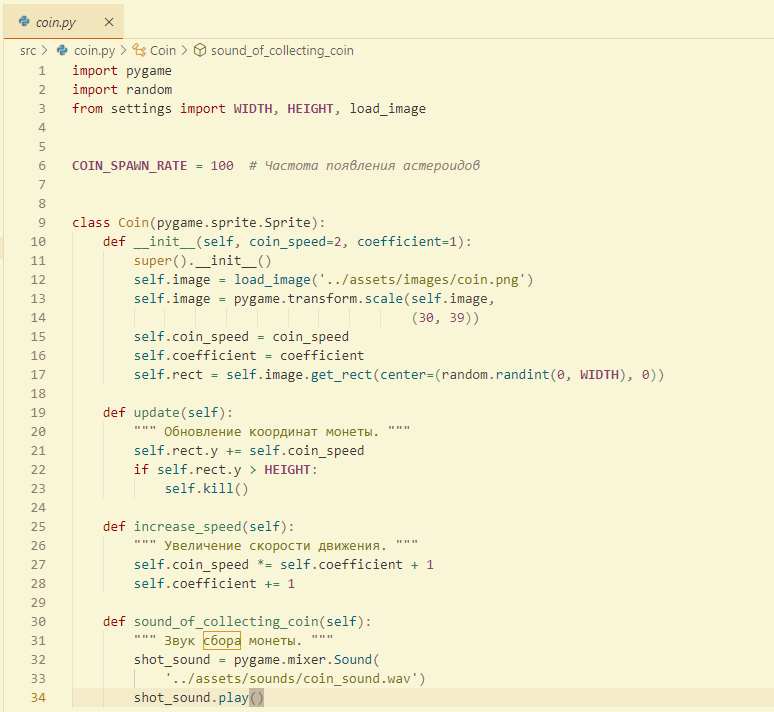 coin.py ×
src > coin.py > Coin > sound_of_collecting_coin
1 import pygame
2 import random
3 from settings import WIDTH, HEIGHT, load_image
4
5
6 COIN_SPAWN_RATE = 100  # Частота появления астероидов
7
8
9 class Coin(pygame.sprite.Sprite):
10     def __init__(self, coin_speed=2, coefficient=1):
11         super().__init__()
12         self.image = load_image('../assets/images/coin.png')
13         self.image = pygame.transform.scale(self.image,
14                                             (30, 39))
15         self.coin_speed = coin_speed
16         self.coefficient = coefficient
17         self.rect = self.image.get_rect(center=(random.randint(0, WIDTH), 0))
18
19     def update(self):
20         """ Обновление координат монеты. """
21         self.rect.y += self.coin_speed
22         if self.rect.y > HEIGHT:
23             self.kill()
24
25     def increase_speed(self):
26         """ Увеличение скорости движения. """
27         self.coin_speed *= self.coefficient + 1
28         self.coefficient += 1
29
30     def sound_of_collecting_coin(self):
31         """ Звук сбора монеты. """
32         shot_sound = pygame.mixer.Sound(
33             '../assets/sounds/coin_sound.wav')
34         shot_sound.play()